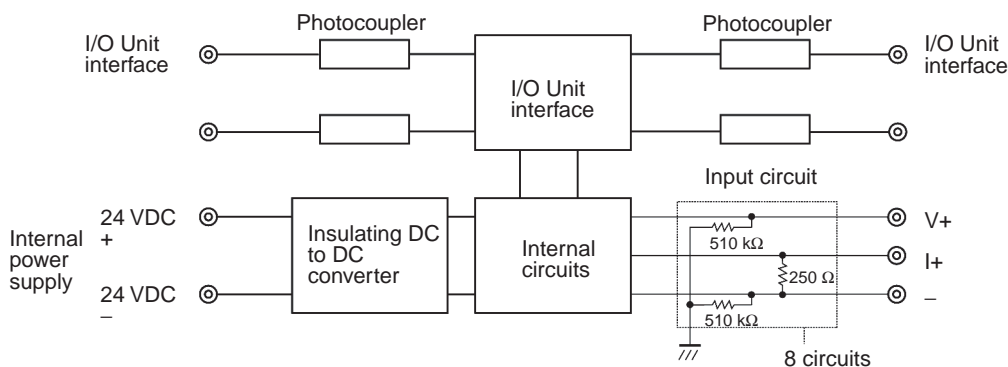 Photocoupler
Photocoupler
I/O Unit
interface
I/O Unit
interface
I/O Unit
interface
Input circuit
Internal
power
supply
24 VDC
+
24 VDC
–
Insulating DC
to DC
converter
Internal
circuits
510 kΩ
250 Ω
510 kΩ
V+
I+
–
8 circuits